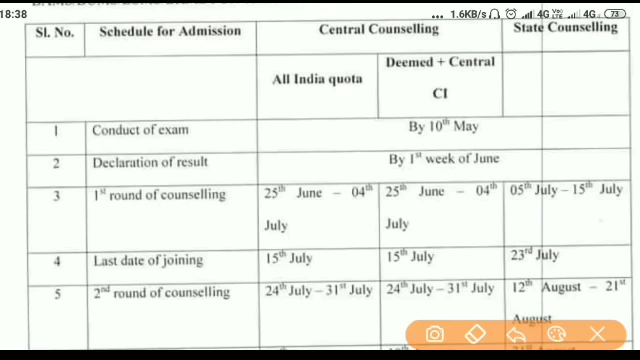 18:38 ... 1.6KB/s 4G 4G 73
Sl. No. Schedule for Admission Central Counselling State Counselling
All India quota Deemed + Central
CI
1 Conduct of exam By 10th May
2 Declaration of result By 1st week of June
3 1st round of counselling 25th June – 04th 25th June – 04th 05th July – 15th July
July July
4 Last date of joining 15th July 15th July 23rd July
5 2nd round of counselling 24th July – 31st July 24th July – 31st July 12th August – 21st
August